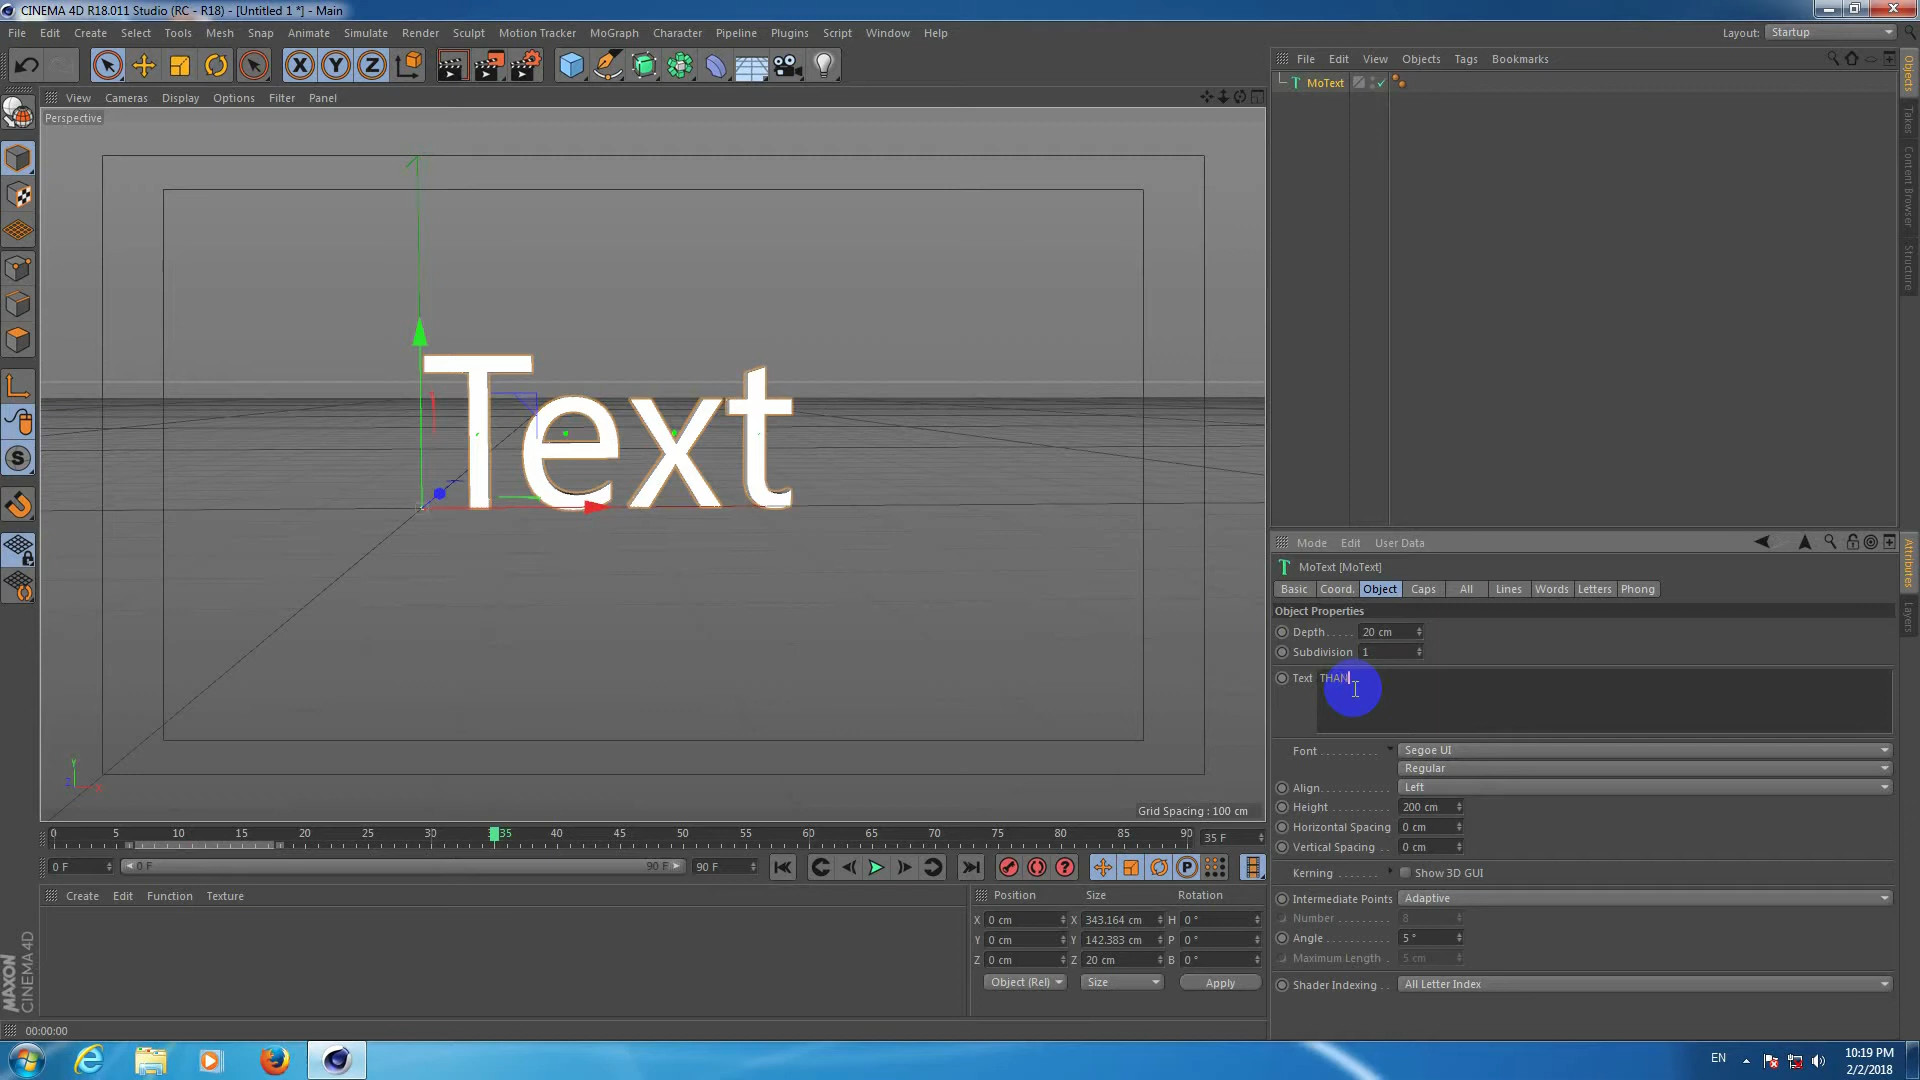 CINEMA 4D R18.011 Studio (RC - R18) - [Untitled 1 *] - Main
File Edit Create Select Tools Mesh Snap Animate Simulate Render Sculpt Motion Tracker MoGraph Character Pipeline Plugins Script Window Help
Layout: Startup
X Y Z
File Edit View Objects Tags Bookmarks
MoText
View Cameras Display Options Filter Panel
Perspective
Text
Y
Z X
Grid Spacing : 100 cm
Objects
Takes
Content Browser
Structure
Mode Edit User Data
MoText [MoText]
Basic Coord. Object Caps All Lines Words Letters Phong
Object Properties
Depth..... 20 cm
Subdivision 1
Text THAN
Font.......... Segoe UI
Regular
Align............ Left
Height.......... 200 cm
Horizontal Spacing 0 cm
Vertical Spacing .. 0 cm
Kerning ....... Show 3D GUI
Intermediate Points Adaptive
Number........... 8
Angle............ 5 °
Maximum Length . 5 cm
Shader Indexing .. All Letter Index
Attributes
Layers
0 5 10 15 20 25 30 35 40 45 50 55 60 65 70 75 80 85 90
35 F
0 F 0 F 90 F 90 F
P
S
Create Edit Function Texture
Position Size Rotation
X 0 cm X 343.164 cm H 0 °
Y 0 cm Y 142.383 cm P 0 °
Z 0 cm Z 20 cm B 0 °
Object (Rel) Size Apply
MAXON
CINEMA 4D
00:00:00
EN
10:19 PM
2/2/2018